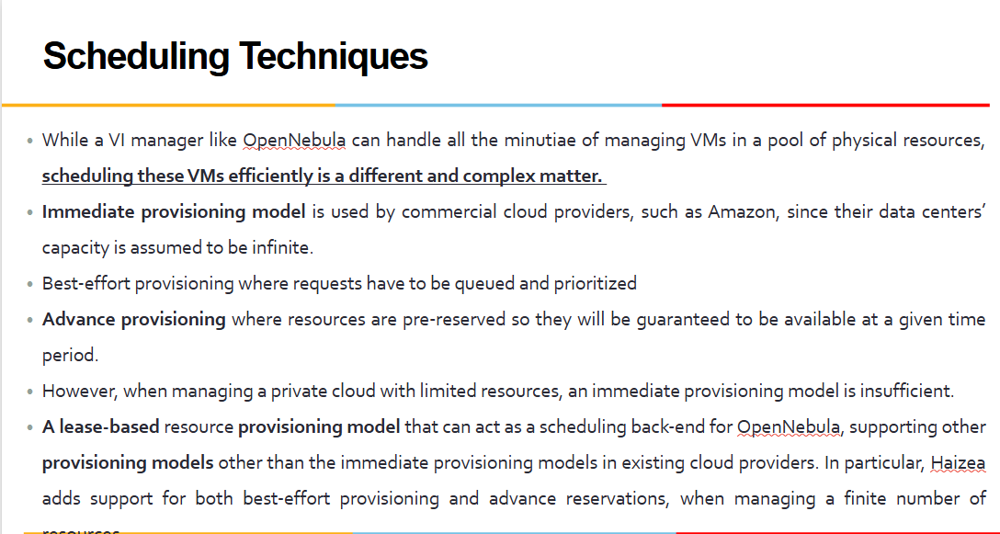 Scheduling Techniques
• While a VI manager like OpenNebula can handle all the minutiae of managing VMs in a pool of physical resources,
scheduling these VMs efficiently is a different and complex matter.
• Immediate provisioning model is used by commercial cloud providers, such as Amazon, since their data centers’
capacity is assumed to be infinite.
• Best-effort provisioning where requests have to be queued and prioritized
• Advance provisioning where resources are pre-reserved so they will be guaranteed to be available at a given time
period.
• However, when managing a private cloud with limited resources, an immediate provisioning model is insufficient.
• A lease-based resource provisioning model that can act as a scheduling back-end for OpenNebula, supporting other
provisioning models other than the immediate provisioning models in existing cloud providers. In particular, Haizea
adds support for both best-effort provisioning and advance reservations, when managing a finite number of
resources.